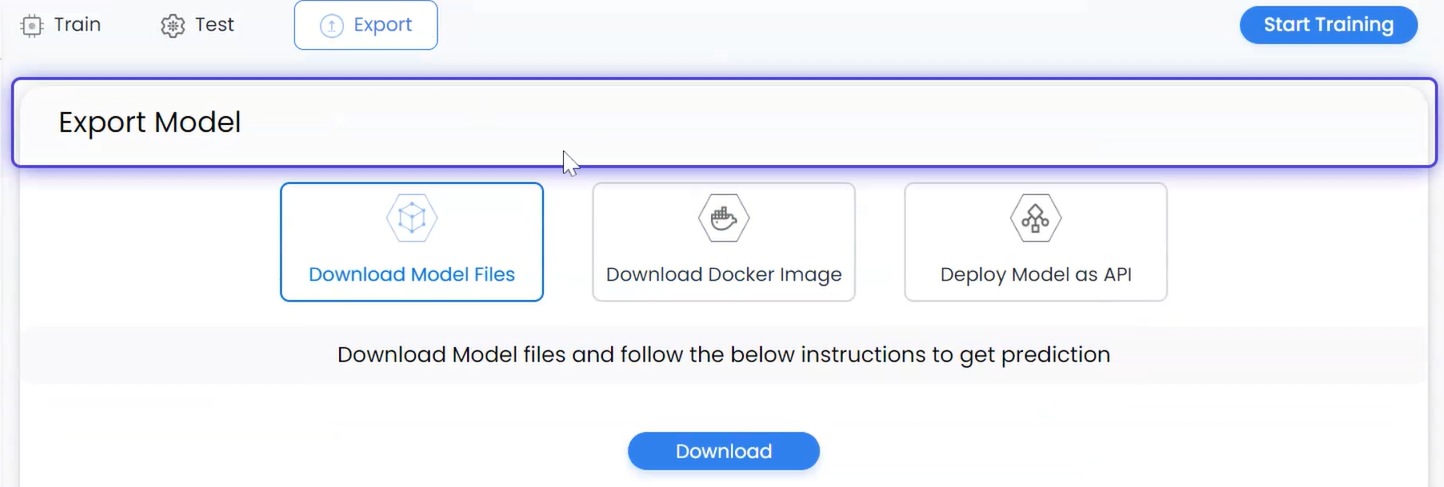 Train Test Export Start Training
Export Model
Download Model Files Download Docker Image Deploy Model as API
Download Model files and follow the below instructions to get prediction
Download